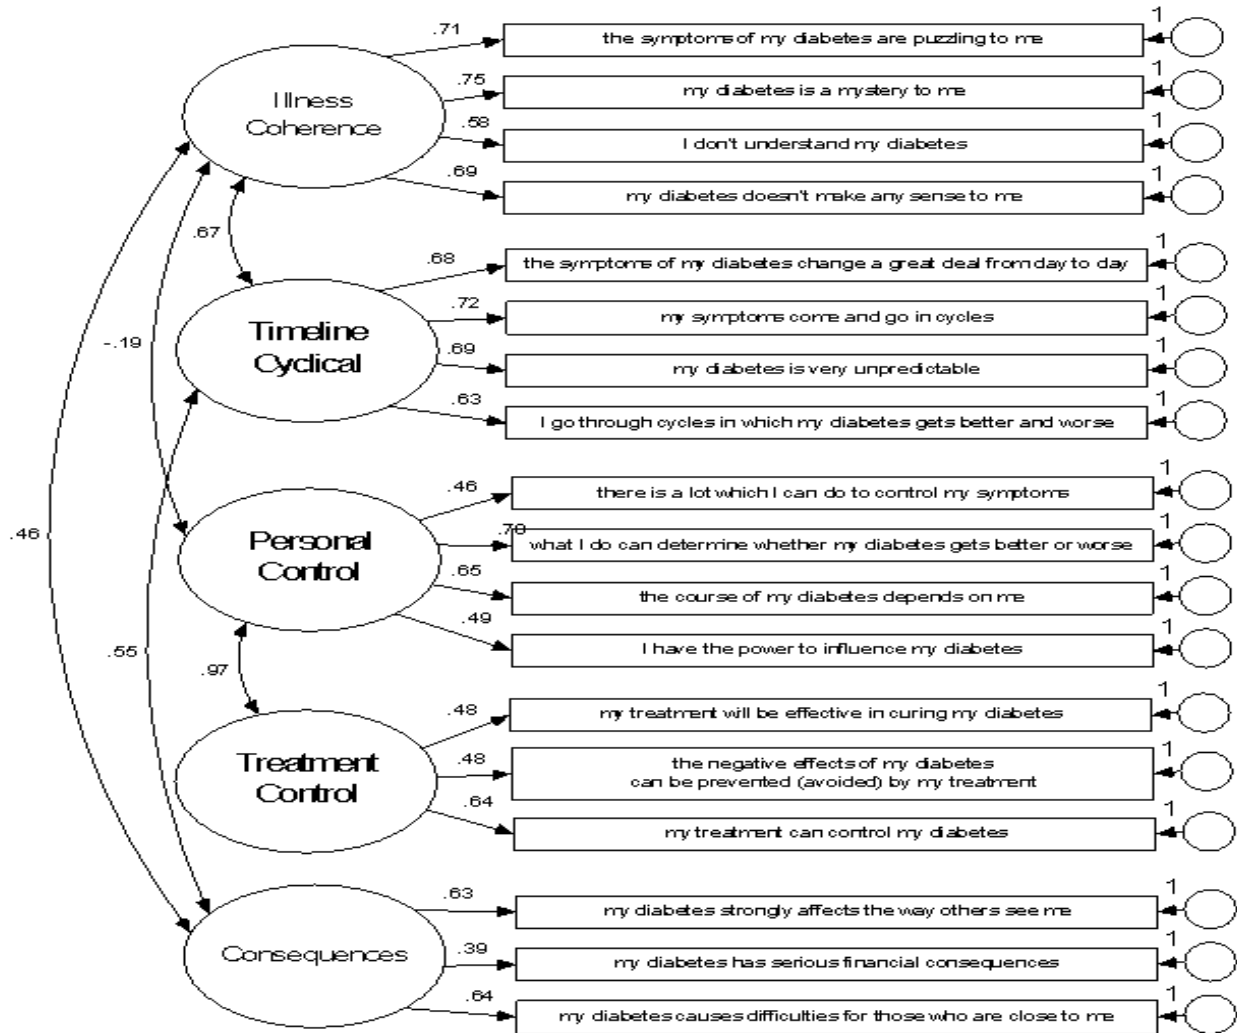 .71
1
the symptoms of my diabetes are puzzling to me
.75
1
my diabetes is a mystery to me
Illness
Coherence
.58
1
I don't understand my diabetes
.69
1
my diabetes doesn't make any sense to me
.67
.68
1
the symptoms of my diabetes change a great deal from day to day
.72
1
my symptoms come and go in cycles
Timeline
Cyclical
-.19
.69
1
my diabetes is very unpredictable
.63
1
I go through cycles in which my diabetes gets better and worse
.46
1
there is a lot which I can do to control my symptoms
.46
Personal
Control
.70
1
what I do can determine whether my diabetes gets better or worse
.65
1
the course of my diabetes depends on me
.49
1
I have the power to influence my diabetes
.55
.97
.48
1
my treatment will be effective in curing my diabetes
Treatment
Control
.48
1
the negative effects of my diabetes
can be prevented (avoided) by my treatment
.64
1
my treatment can control my diabetes
.63
1
my diabetes strongly affects the way others see me
Consequences
.39
1
my diabetes has serious financial consequences
.64
1
my diabetes causes difficulties for those who are close to me